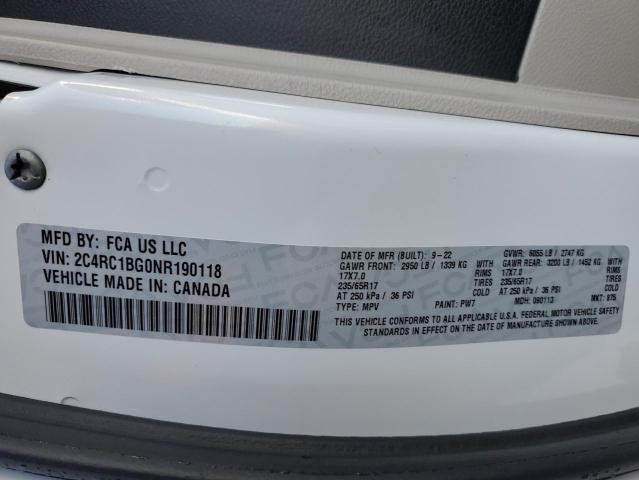 MFD BY: FCA US LLC
VIN: 2C4RC1BG0NR190118
VEHICLE MADE IN: CANADA
DATE OF MFR (BUILT): 9-22 GVWR: 6055 LB / 2747 KG
GAWR FRONT: 2950 LB / 1339 KG WITH GAWR REAR: 3200 LB / 1452 KG WITH
17X7.0 RIMS 17X7.0 RIMS
235/65R17 TIRES 235/65R17 TIRES
AT 250 kPa / 36 PSI COLD AT 250 kPa / 36 PSI COLD
TYPE: MPV PAINT: PW7 MDH: 090113 MKT: 975
THIS VEHICLE CONFORMS TO ALL APPLICABLE U.S.A. FEDERAL MOTOR VEHICLE SAFETY
STANDARDS IN EFFECT ON THE DATE OF MANUFACTURE SHOWN ABOVE.